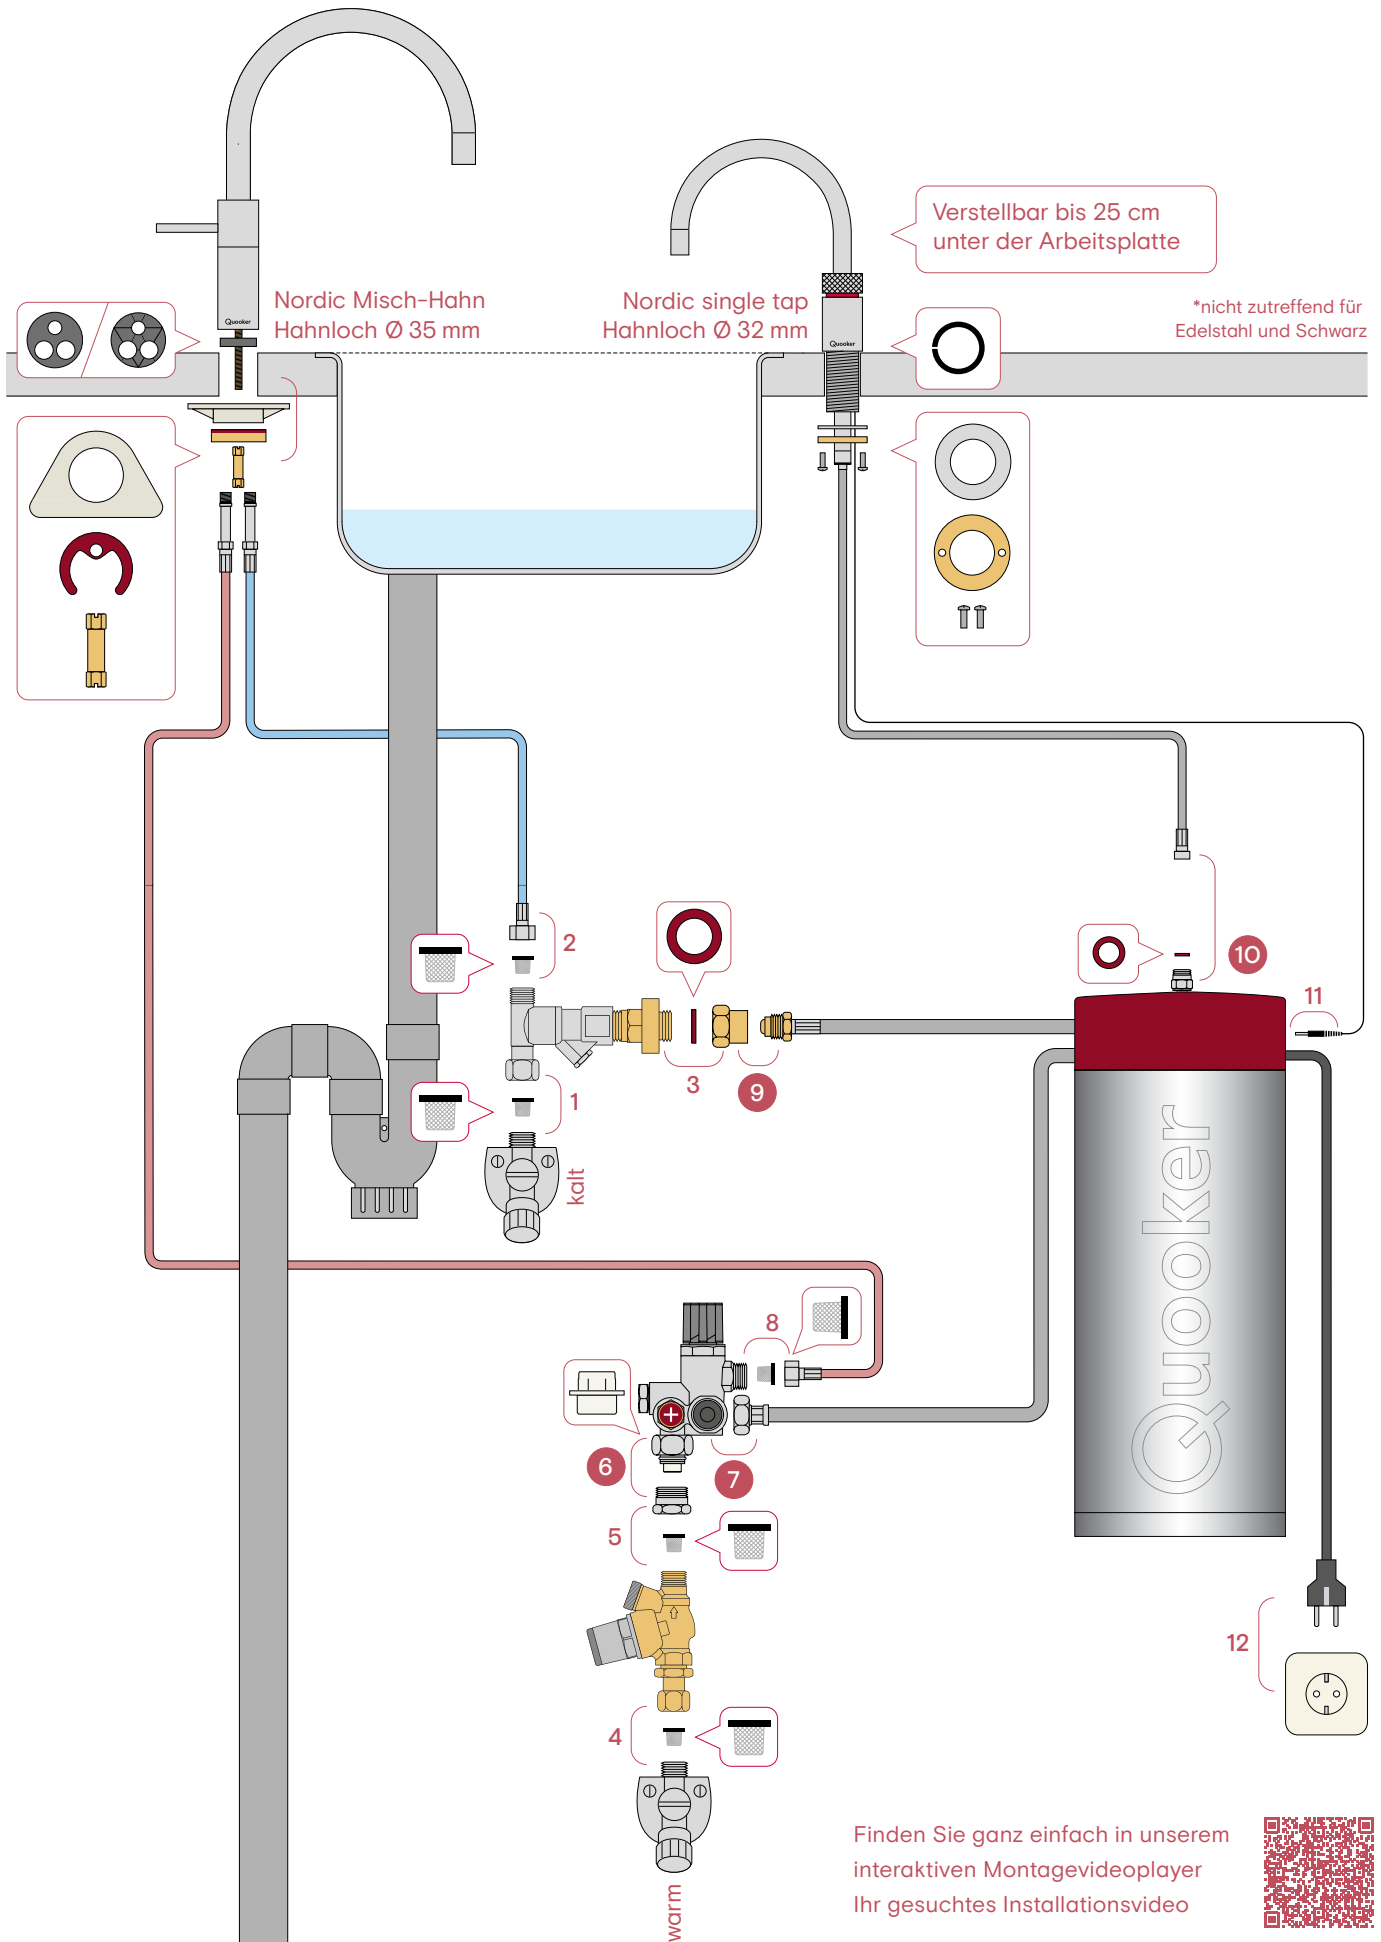 Verstellbar bis 25 cm
unter der Arbeitsplatte
Nordic Misch-Hahn
Hahnloch Ø 35 mm
Nordic single tap
Hahnloch Ø 32 mm
*nicht zutreffend für
Edelstahl und Schwarz
Quooker
Quooker
2
10
11
3
9
1
kalt
Quooker
8
6
7
5
12
4
warm
Finden Sie ganz einfach in unserem
interaktiven Montagevideoplayer
Ihr gesuchtes Installationsvideo